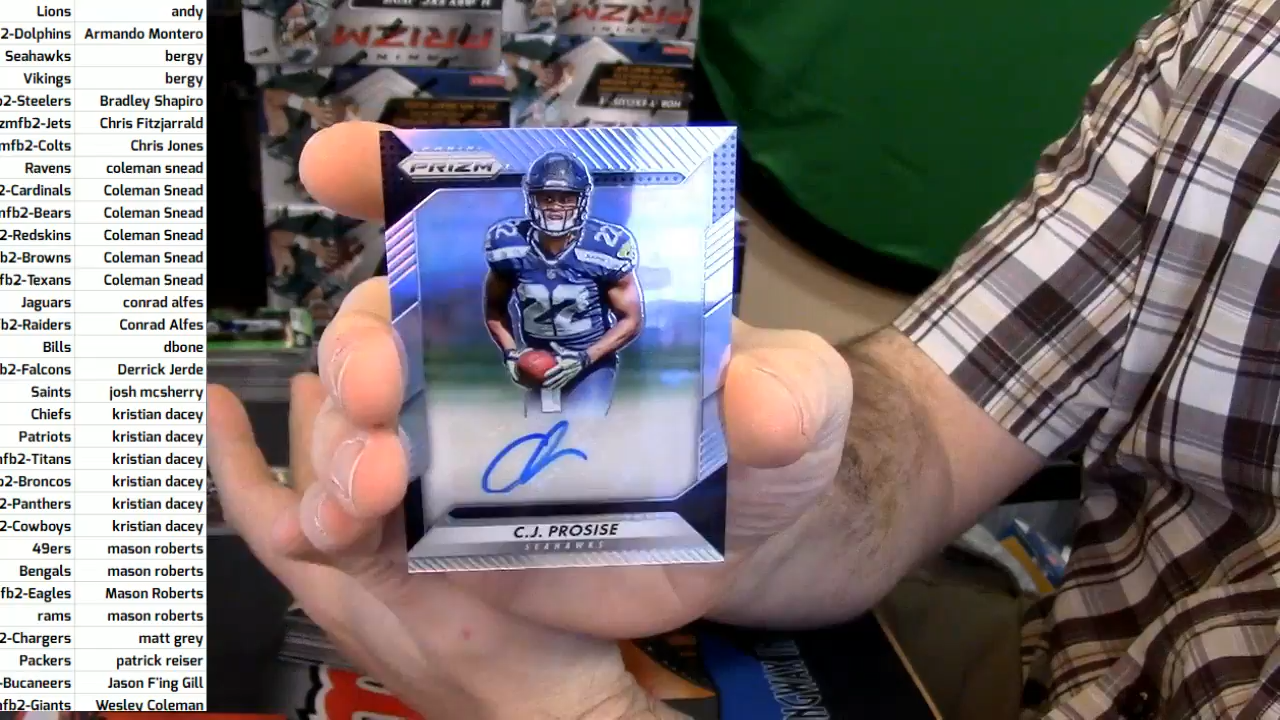 Lions andy
2-Dolphins Armando Montero
Seahawks bergy
Vikings bergy
b2-Steelers Bradley Shapiro
zmfb2-Jets Chris Fitzjarrald
mfb2-Colts Chris Jones
Ravens coleman snead
2-Cardinals Coleman Snead
nfb2-Bears Coleman Snead
2-Redskins Coleman Snead
fb2-Browns Coleman Snead
fb2-Texans Coleman Snead
Jaguars conrad alfes
b2-Raiders Conrad Alfes
Bills dbone
b2-Falcons Derrick Jerde
Saints josh mcsherry
Chiefs kristian dacey
Patriots kristian dacey
nfb2-Titans kristian dacey
b2-Broncos kristian dacey
2-Panthers kristian dacey
2-Cowboys kristian dacey
49ers mason roberts
Bengals mason roberts
fb2-Eagles Mason Roberts
rams mason roberts
2-Chargers matt grey
Packers patrick reiser
-Bucaneers Jason F'ing Gill
nfb2-Giants Wesley Coleman
PRIZM
PANINI
PRIZM
PANINI
PANINI
PRIZM
22
22
22
C.J. PROSISE
SEAHAWKS